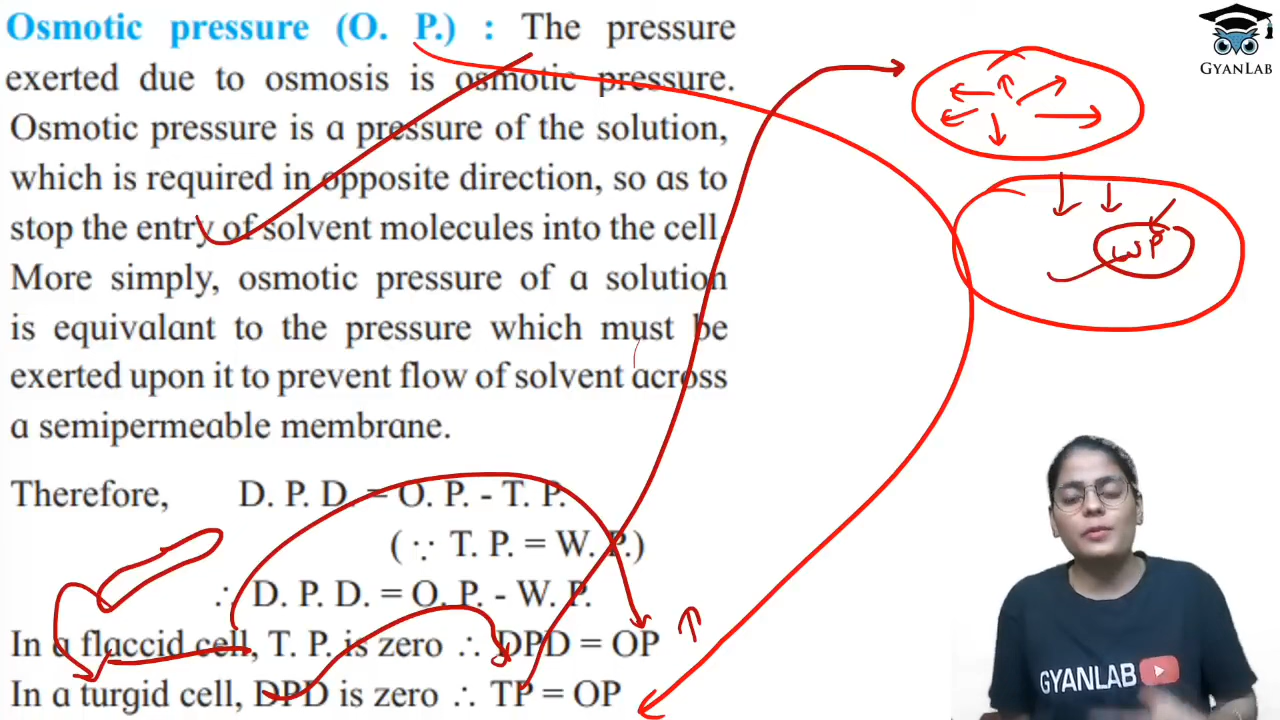 Osmotic pressure (O. P.) : The pressure
exerted due to osmosis is osmotic pressure.
Osmotic pressure is a pressure of the solution,
which is required in opposite direction, so as to
stop the entry of solvent molecules into the cell.
More simply, osmotic pressure of a solution
is equivalant to the pressure which must be
exerted upon it to prevent flow of solvent across
a semipermeable membrane.
Therefore, D. P. D. = O. P. - T. P.
( ∵ T. P. = W. P.)
∴ D. P. D. = O. P. - W. P.
In a flaccid cell, T. P. is zero ∴ DPD = OP
In a turgid cell, DPD is zero ∴ TP = OP
GYANLAB
WP
GYANLAB